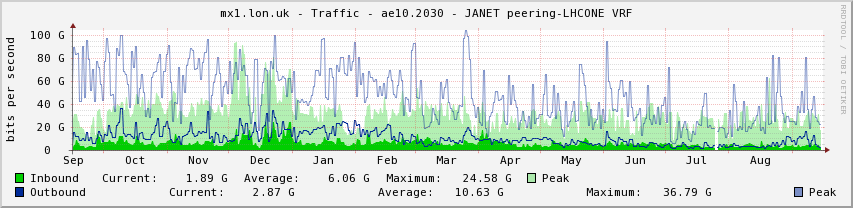 mx1.lon.uk - Traffic - ae10.2030 - JANET peering-LHCONE VRF
RRDTOOL / TOBI OETIKER
bits per second
100 G
80 G
60 G
40 G
20 G
0
Sep Oct Nov Dec Jan Feb Mar Apr May Jun Jul Aug
Inbound Current: 1.89 G Average: 6.06 G Maximum: 24.58 G Peak
Outbound Current: 2.87 G Average: 10.63 G Maximum: 36.79 G Peak